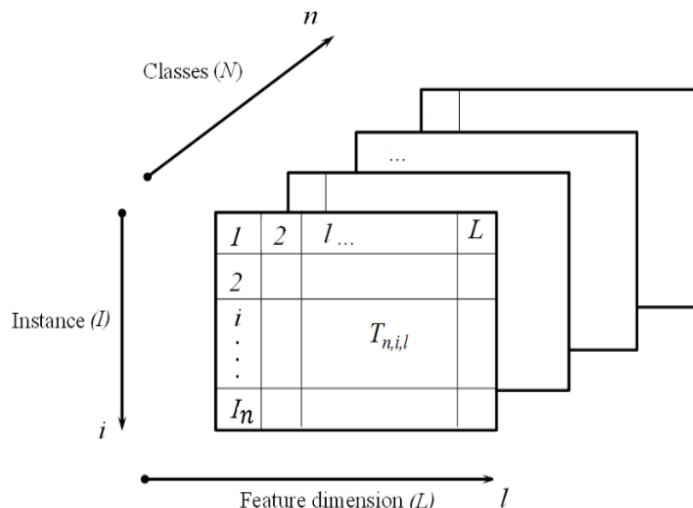 n
Classes (N)
...
1 2 l ... L
2
Instance (I)
i
T_{n,i,l}
.
.
.
I_n
i
Feature dimension (L) l